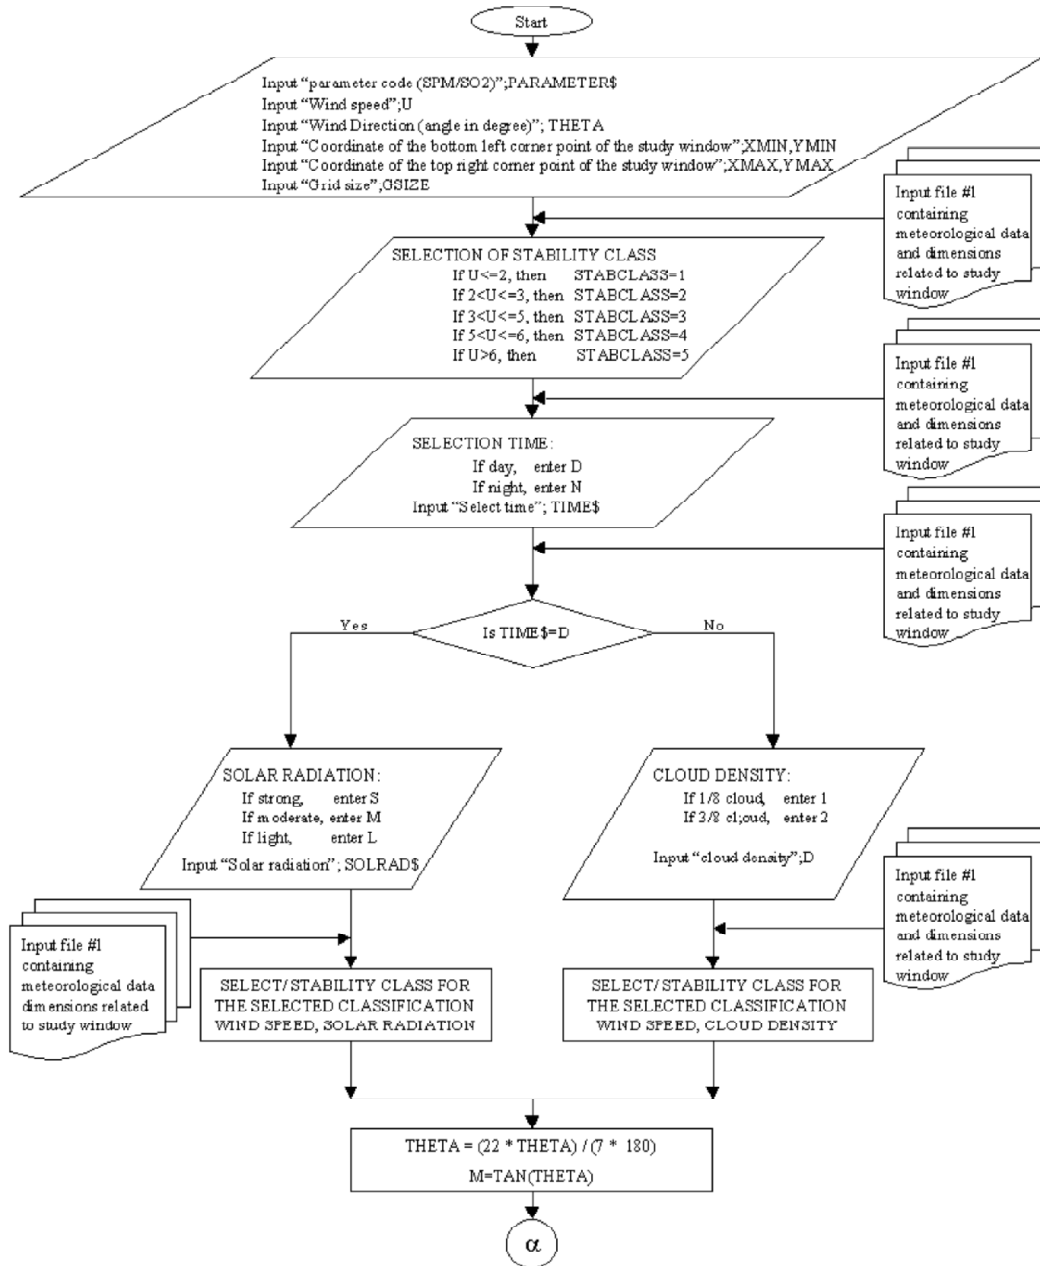 Start
Input "parameter code (SPM/SO2)";PARAMETER$
Input "Wind speed";U
Input "Wind Direction (angle in degree)"; THETA
Input "Coordinate of the bottom left corner point of the study window";XMIN,YMIN
Input "Coordinate of the top right corner point of the study window";XMAX,YMAX
Input "Grid size",GSIZE
Input file #1
containing
meteorological data
and dimensions
related to study
window
SELECTION OF STABILITY CLASS
If U<=2, then STABCLASS=1
If 2<U<=3, then STABCLASS=2
If 3<U<=5, then STABCLASS=3
If 5<U<=6, then STABCLASS=4
If U>6, then STABCLASS=5
Input file #1
containing
meteorological data
and dimensions
related to study
window
SELECTION TIME:
If day, enter D
If night, enter N
Input "Select time"; TIME$
Input file #1
containing
meteorological data
and dimensions
related to study
window
Is TIME$=D
Yes
No
SOLAR RADIATION:
If strong, enter S
If moderate, enter M
If light, enter L
Input "Solar radiation"; SOLRAD$
CLOUD DENSITY:
If 1/8 cloud, enter 1
If 3/8 cl;oud, enter 2
Input "cloud density";D
Input file #1
containing
meteorological data
and dimensions
related to study
window
Input file #1
containing
meteorological data
dimensions related
to study window
SELECT/ STABILITY CLASS FOR
THE SELECTED CLASSIFICATION
WIND SPEED, SOLAR RADIATION
SELECT/ STABILITY CLASS FOR
THE SELECTED CLASSIFICATION
WIND SPEED, CLOUD DENSITY
THETA = (22 * THETA) / (7 * 180)
M=TAN(THETA)
α